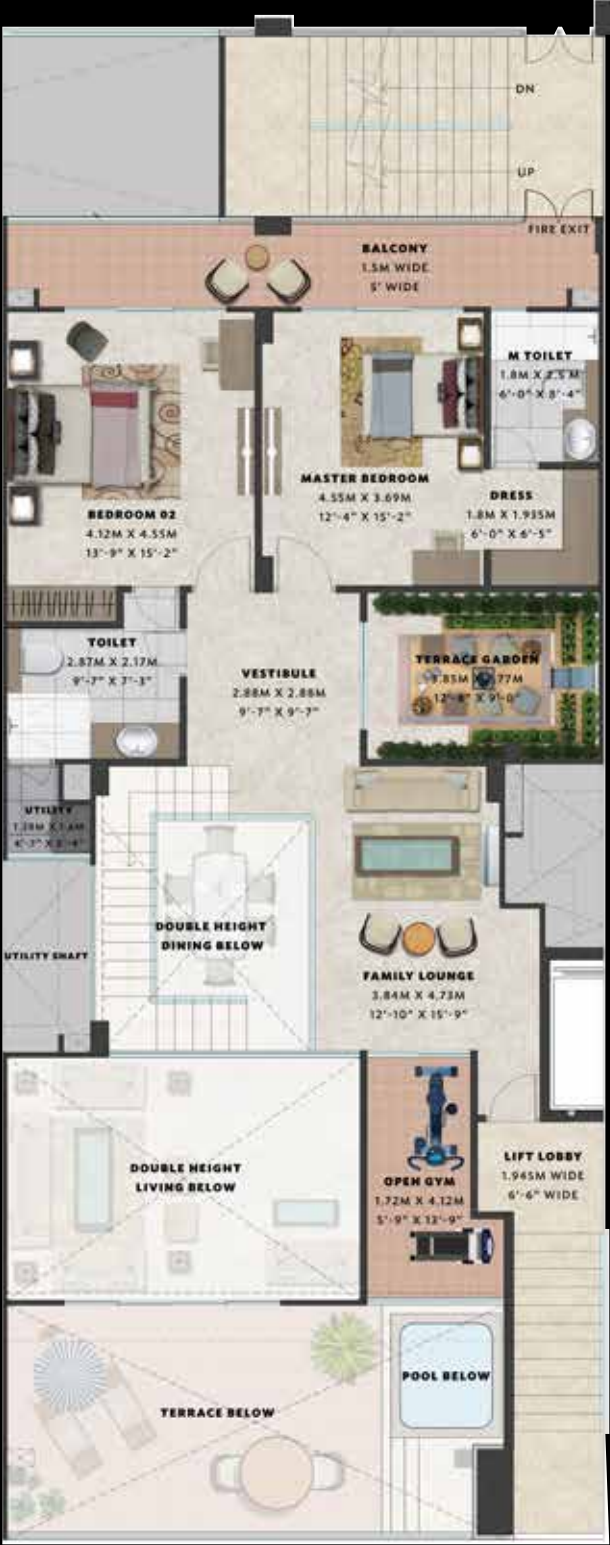 DN
UP
FIRE EXIT
BALCONY
1.5M WIDE
5' WIDE
M TOILET
1.8M X 2.5 M
6'-0" X 8'-4"
MASTER BEDROOM
4.55M X 3.69M
12'-4" X 15'-2"
DRESS
1.8M X 1.935M
6'-0" X 6'-5"
BEDROOM 02
4.12M X 4.55M
13'-9" X 15'-2"
TOILET
2.87M X 2.17M
9'-7" X 7'-3"
VESTIBULE
2.88M X 2.88M
9'-7" X 9'-7"
TERRACE GARDEN
UTILITY
UTILITY SHAFT
DOUBLE HEIGHT
DINING BELOW
FAMILY LOUNGE
3.84M X 4.73M
12'-10" X 15'-9"
DOUBLE HEIGHT
LIVING BELOW
OPEN GYM
1.72M X 4.12M
5'-9" X 13'-9"
LIFT LOBBY
1.945M WIDE
6'-6" WIDE
POOL BELOW
TERRACE BELOW